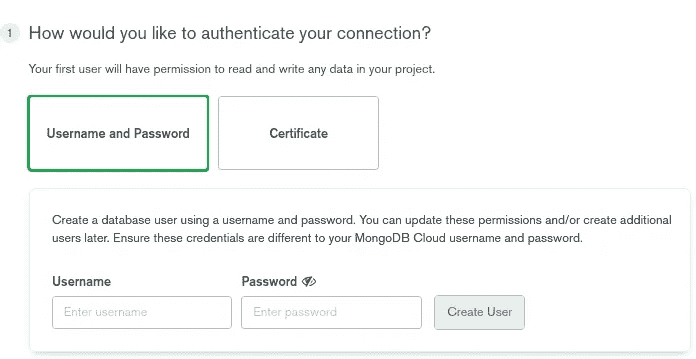 1 How would you like to authenticate your connection?
Your first user will have permission to read and write any data in your project.
Username and Password Certificate
Create a database user using a username and password. You can update these permissions and/or create additional
users later. Ensure these credentials are different to your MongoDB Cloud username and password.
Username Password
Enter username Enter password Create User